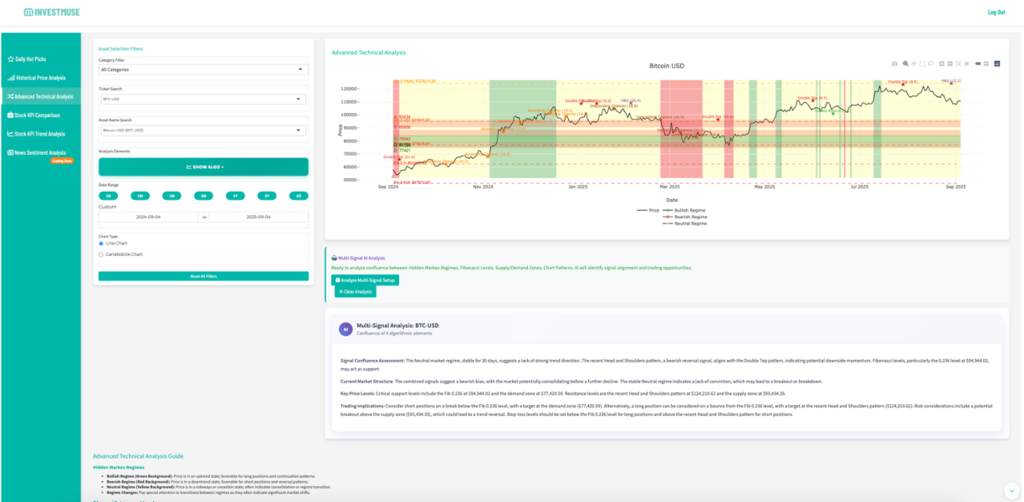 INVESTMUSE
Log Out
Daily Hot Picks
Historical Price Analysis
Advanced Technical Analysis
Stock KPI Comparison
Stock KPI Trend Analysis
News Sentiment Analysis
Coming Soon
Asset Selection Filters
Category Filter
All Categories
Ticker Search
BTC-USD
Asset Name Search
Bitcoin USD (BTC-USD)
Analysis Elements
SHOW ALGO
Date Range
1Y
Custom
2024-09-04
to
2025-09-04
Chart Type
Line Chart
Candlestick Chart
Reset All Filters
Advanced Technical Analysis
Bitcoin USD
Price
120000
110000
100000
90000
80000
70000
60000
50000
Sep 2024
Nov 2024
Jan 2025
Mar 2025
May 2025
Jul 2025
Sep 2025
Date
Price
Bullish Regime
Bearish Regime
Neutral Regime
Multi-Signal AI Analysis
Ready to analyze confluence between: Hidden Markov Regimes, Fibonacci Levels, Supply/Demand Zones, Chart Patterns. AI will identify signal alignment and trading opportunities.
Analyze Multi-Signal Setup
Clear Analysis
AI
Multi-Signal Analysis: BTC-USD
Confluence of 4 algorithmic elements
Signal Confluence Assessment: The Neutral market regime, stable for 30 days, suggests a lack of strong trend direction. The recent Head and Shoulders pattern, a bearish reversal signal, aligns with the Double Top pattern, indicating potential downside momentum. Fibonacci levels, particularly the 0.236 level at $94,944.02,
may act as support.
Current Market Structure: The combined signals suggest a bearish bias, with the market potentially consolidating before a further decline. The stable Neutral regime indicates a lack of conviction, which may lead to a breakout or breakdown.
Key Price Levels: Critical support levels include the Fib 0.236 at $94,944.02 and the demand zone at $77,420.59. Resistance levels are the recent Head and Shoulders pattern at $124,210.62 and the supply zone at $93,434.35.
Trading Implications: Consider short positions on a break below the Fib 0.236 level, with a target at the demand zone ($77,420.59). Alternatively, a long position can be considered on a bounce from the Fib 0.236 level, with a target at the recent Head and Shoulders pattern ($124,210.62). Risk considerations include a potential
breakout above the supply zone ($93,434.35), which could lead to a trend reversal. Stop-loss levels should be set below the Fib 0.236 level for long positions and above the recent Head and Shoulders pattern for short positions.
Advanced Technical Analysis Guide
Hidden Markov Regimes
Bullish Regime (Green Background): Price is in an uptrend state; favorable for long positions and continuation patterns.
Bearish Regime (Red Background): Price is in a downtrend state; favorable for short positions and reversal patterns.
Neutral Regime (Yellow Background): Price is in a sideways or uncertain state; often indicates consolidation or regime transition.
Regime Changes: Pay special attention to transitions between regimes as they often indicate significant market shifts.